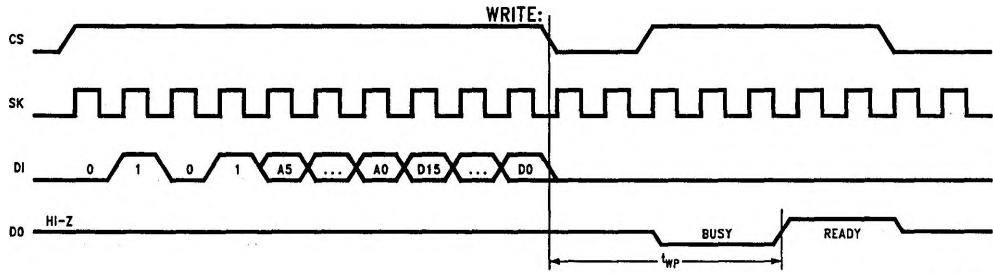 WRITE:
CS
SK
DI 0 1 0 1 A5 ... A0 D15 ... D0
HI-Z
DO BUSY READY
tWP